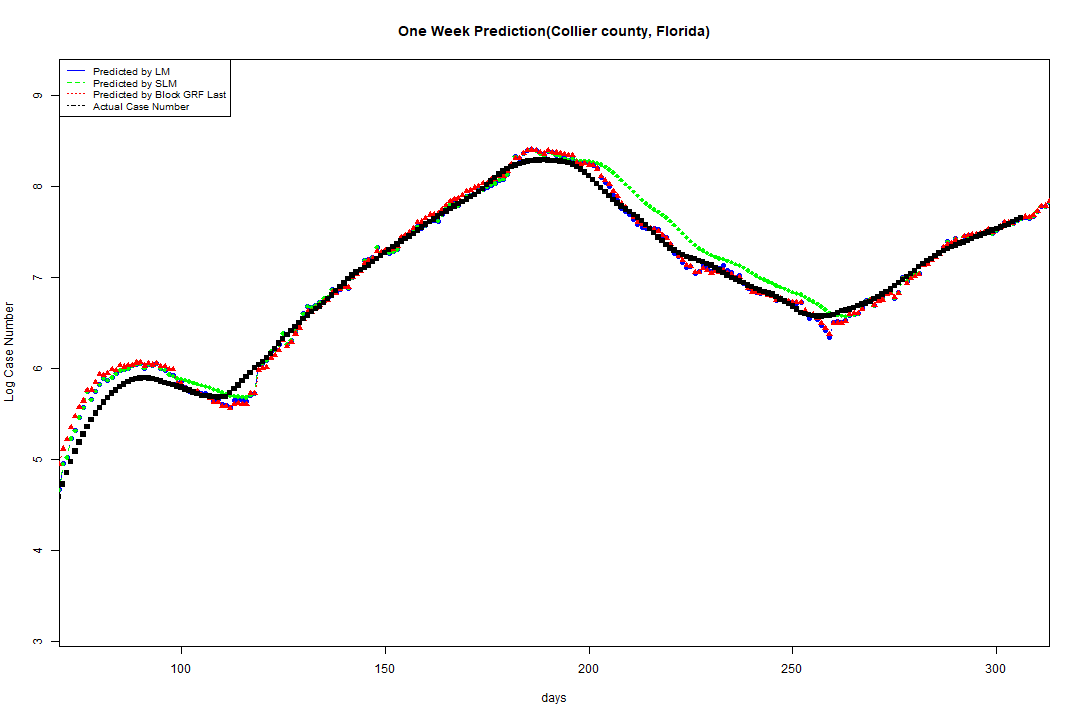 One Week Prediction(Collier county, Florida)
Predicted by LM
Predicted by SLM
Predicted by Block GRF Last
Actual Case Number
9
8
7
6
5
4
3
Log Case Number
100 150 200 250 300
days